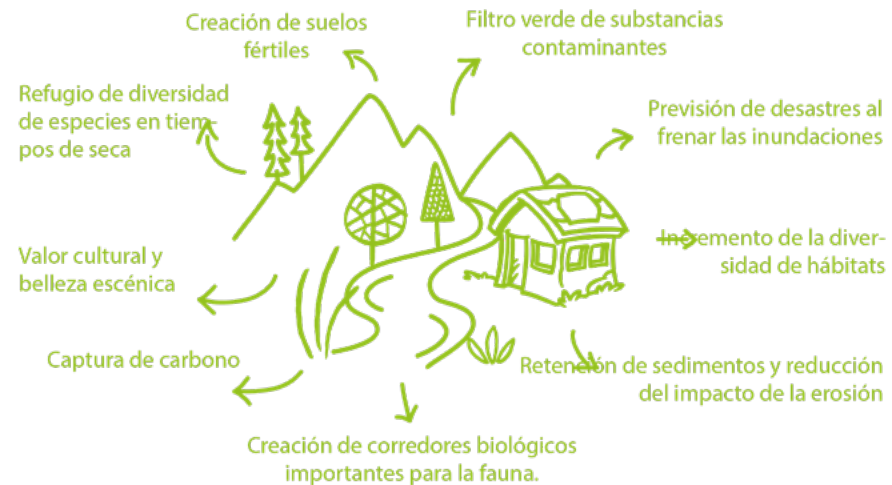 Creación de suelos
fértiles
Filtro verde de substancias
contaminantes
Refugio de diversidad
de especies en tiem-
pos de seca
Previsión de desastres al
frenar las inundaciones
Valor cultural y
belleza escénica
Incremento de la diver-
sidad de hábitats
Captura de carbono
Retención de sedimentos y reducción
del impacto de la erosión
Creación de corredores biológicos
importantes para la fauna.